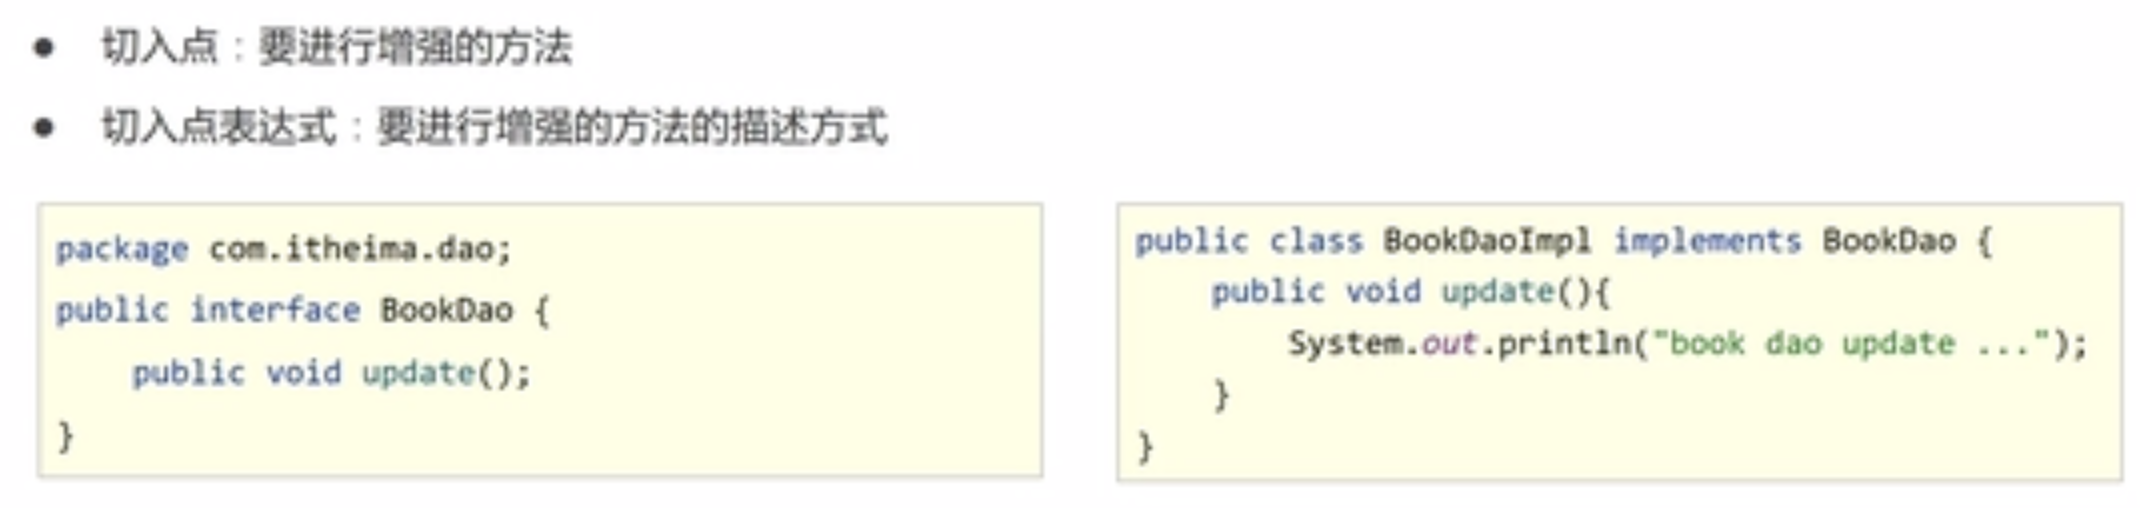 切入点：要进行增强的方法
切入点表达式：要进行增强的方法的描述方式
package com.itheima.dao;
public interface BookDao {
    public void update();
}
public class BookDaoImpl implements BookDao {
    public void update(){
        System.out.println("book dao update ...");
    }
}